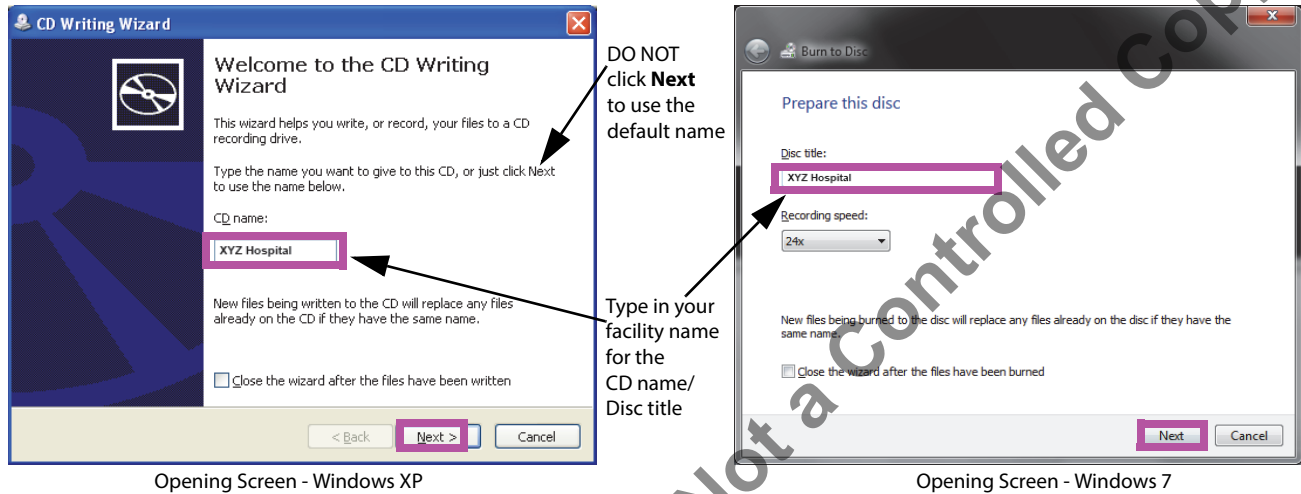 CD Writing Wizard
Welcome to the CD Writing
Wizard
This wizard helps you write, or record, your files to a CD
recording drive.
Type the name you want to give to this CD, or just click Next
to use the name below.
CD name:
XYZ Hospital
New files being written to the CD will replace any files
already on the CD if they have the same name.
Close the wizard after the files have been written
< Back
Next >
Cancel
Opening Screen - Windows XP
DO NOT
click Next
to use the
default name
Type in your
facility name
for the
CD name/
Disc title
Burn to Disc
Prepare this disc
Disc title:
XYZ Hospital
Recording speed:
24x
New files being burned to the disc will replace any files already on the disc if they have the
same name.
Close the wizard after the files have been burned
Next
Cancel
Opening Screen - Windows 7
Not a Controlled Cop